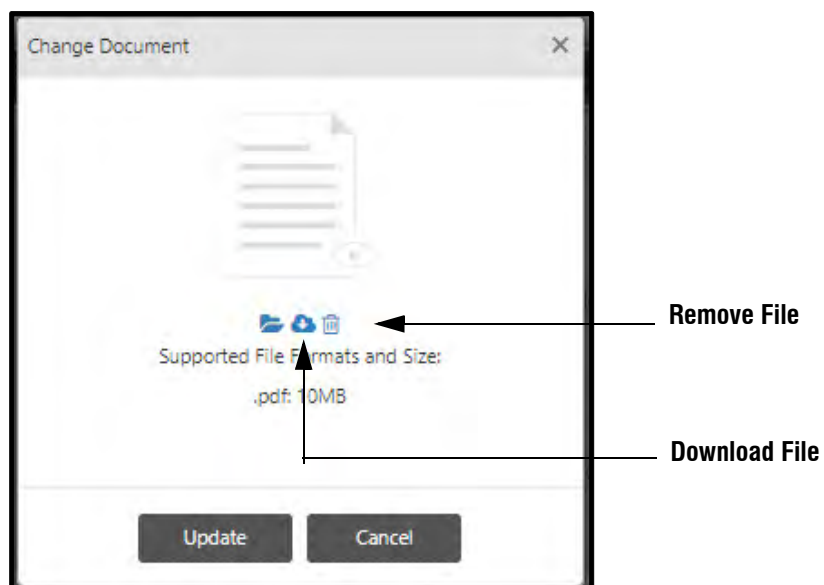 Change Document
Remove File
Supported File Formats and Size:
.pdf: 10MB
Download File
Update
Cancel